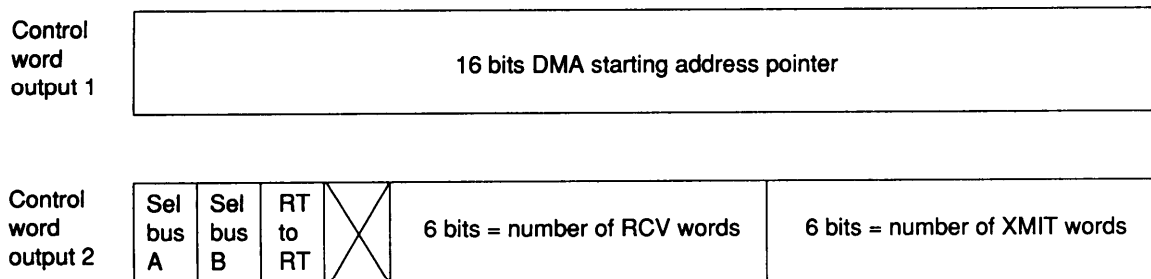 Control
word
output 1
16 bits DMA starting address pointer
Control
word
output 2
Sel
bus
A
Sel
bus
B
RT
to
RT
6 bits = number of RCV words
6 bits = number of XMIT words